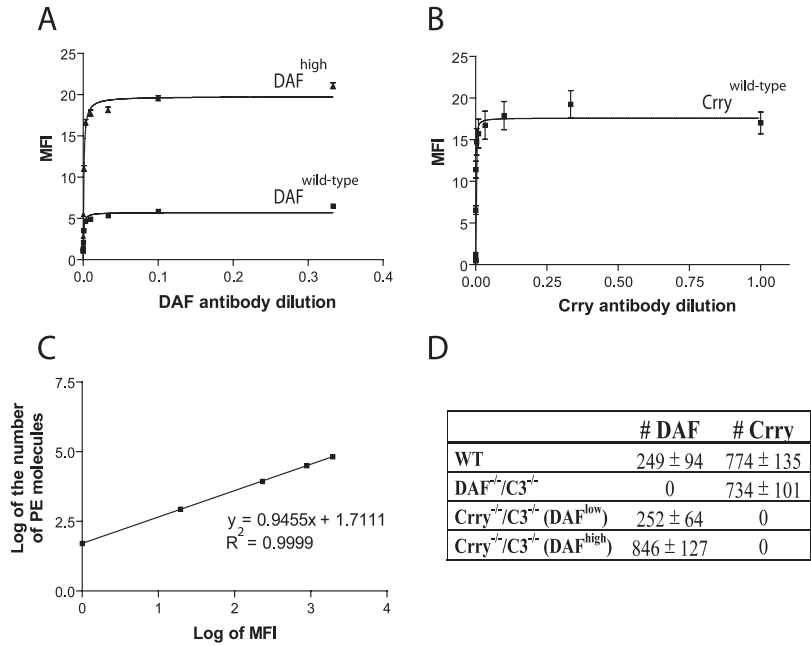 A
25
20
15
10
5
0
MFI
DAF high
DAF wild-type
0.0 0.1 0.2 0.3 0.4
DAF antibody dilution
B
25
20
15
10
5
0
MFI
Crry wild-type
0.00 0.25 0.50 0.75 1.00
Crry antibody dilution
C
7.5
5.0
2.5
0.0
Log of the number
of PE molecules
y = 0.9455x + 1.7111
R2 = 0.9999
0 1 2 3 4
Log of MFI
D
# DAF # Crry
WT 249 ± 94 774 ± 135
DAF-/-/C3-/- 0 734 ± 101
Crry-/-/C3-/- (DAFlow) 252 ± 64 0
Crry-/-/C3-/- (DAFhigh) 846 ± 127 0